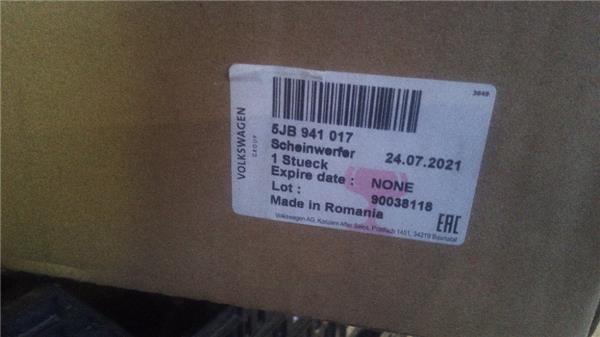 3049
VOLKSWAGEN
GROUP
5JB 941 017
Scheinwerfer 24.07.2021
1 Stueck
Expire date : NONE
Lot : 90038118
Made in Romania
EAC
Volkswagen AG, Konzern After Sales, Postfach 1451, 34219 Baunatal